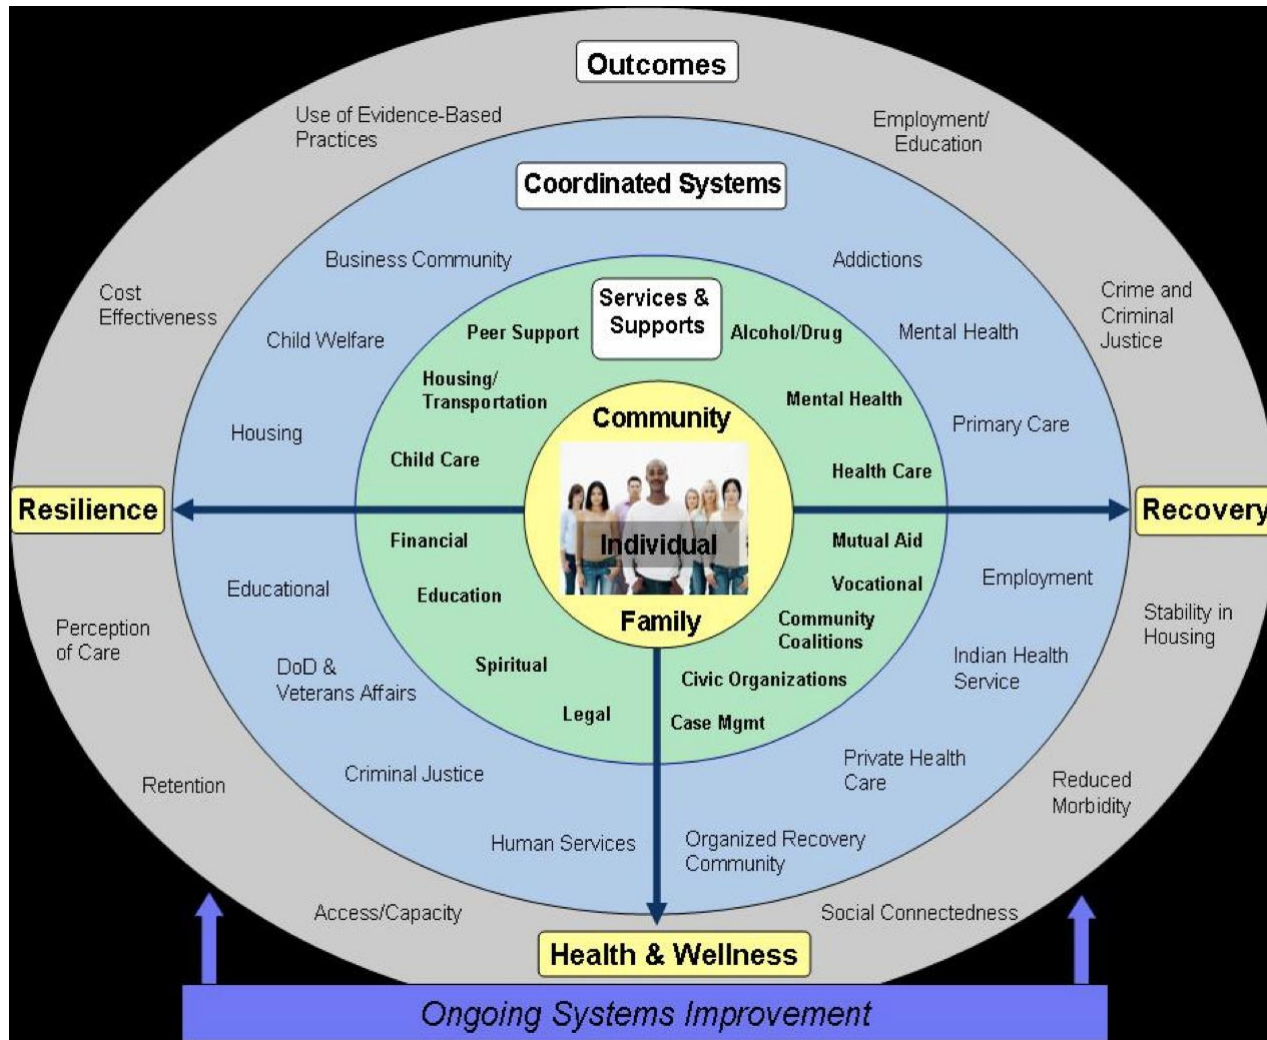 Outcomes
Use of Evidence-Based
Practices
Employment/
Education
Coordinated Systems
Business Community
Addictions
Cost
Effectiveness
Services &
Supports
Crime and
Criminal
Justice
Child Welfare
Peer Support
Alcohol/Drug
Mental Health
Housing/
Transportation
Mental Health
Community
Housing
Primary Care
Child Care
Health Care
Resilience
Recovery
Individual
Financial
Mutual Aid
Educational
Education
Vocational
Employment
Family
Community
Coalitions
Perception
of Care
Stability in
Housing
DoD &
Veterans Affairs
Spiritual
Civic Organizations
Indian Health
Service
Legal
Case Mgmt
Retention
Criminal Justice
Private Health
Care
Reduced
Morbidity
Human Services
Organized Recovery
Community
Access/Capacity
Social Connectedness
Health & Wellness
Ongoing Systems Improvement